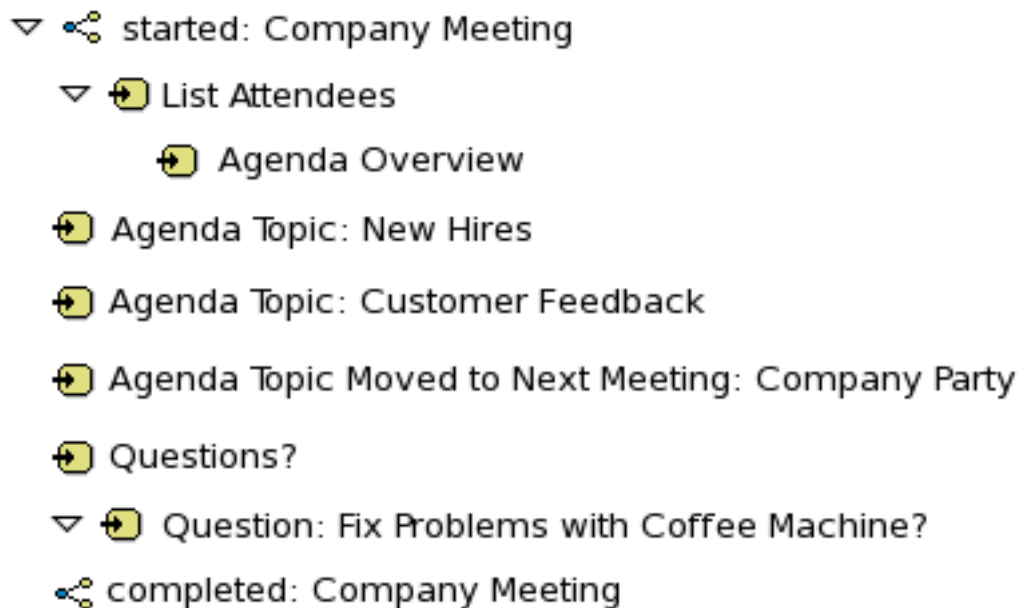 started: Company Meeting
List Attendees
Agenda Overview
Agenda Topic: New Hires
Agenda Topic: Customer Feedback
Agenda Topic Moved to Next Meeting: Company Party
Questions?
Question: Fix Problems with Coffee Machine?
completed: Company Meeting